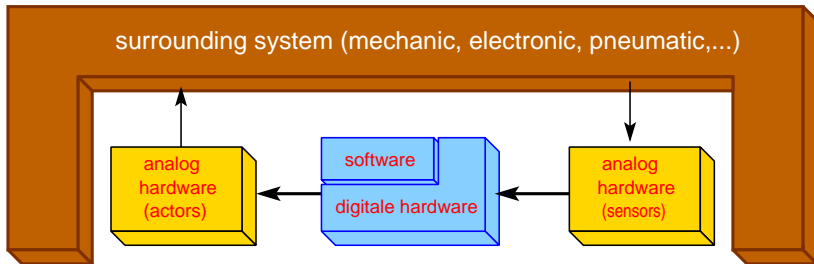 surrounding system (mechanic, electronic, pneumatic,...)
analog
hardware
(actors)
software
digitale hardware
analog
hardware
(sensors)